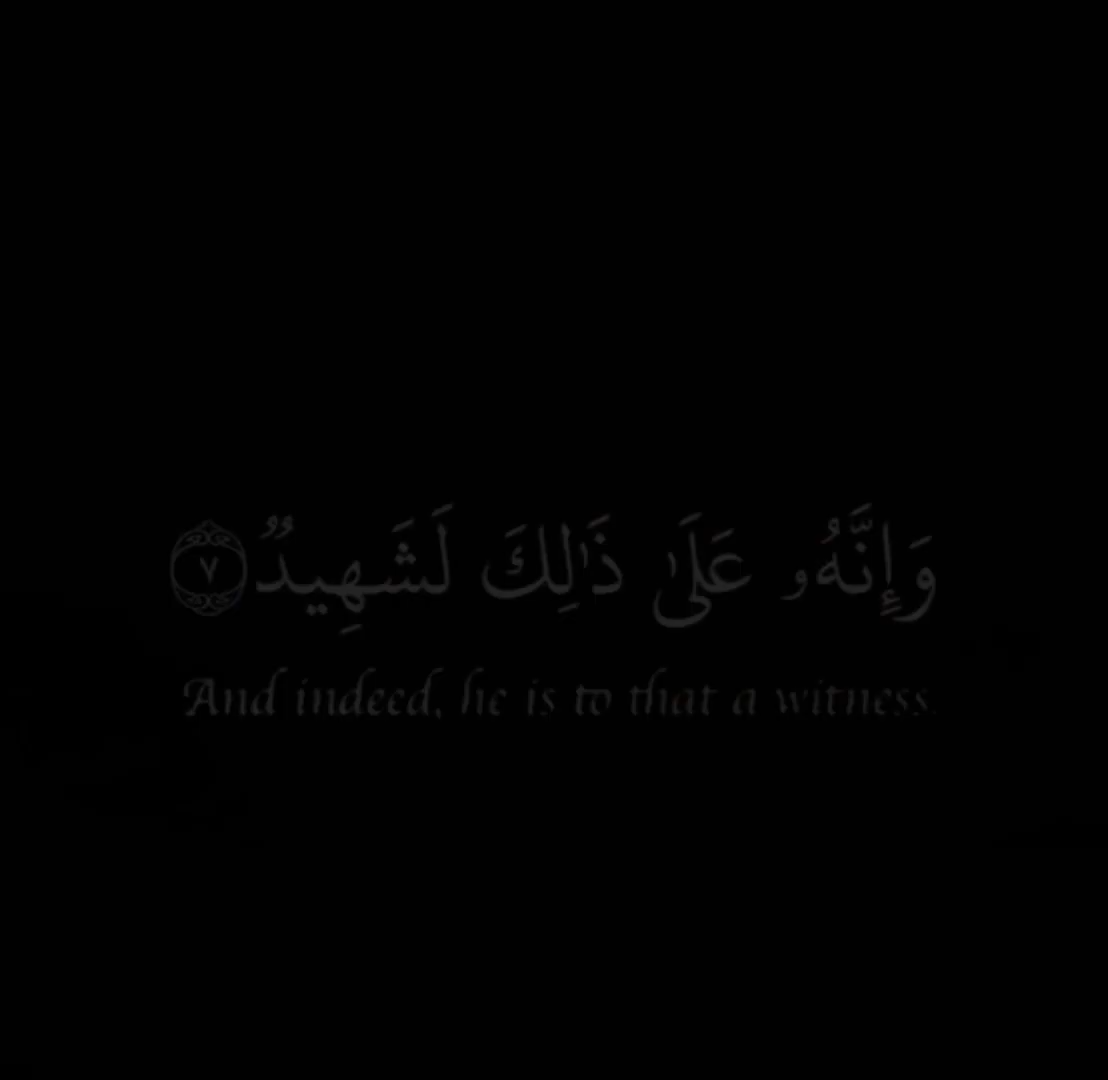 وَإِنَّهُۥ عَلَىٰ ذَٰلِكَ لَشَهِيدٌ ٧
And indeed, he is to that a witness.